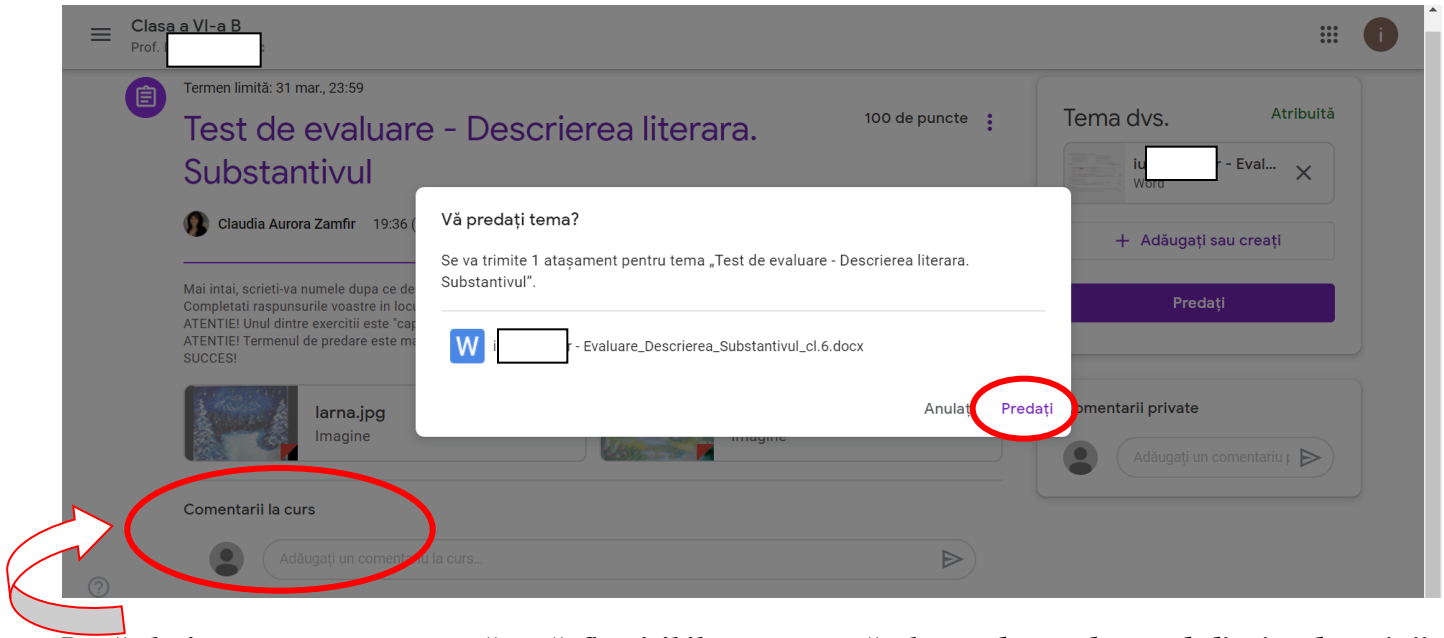 Clasa a VI-a B
Prof.
i
Termen limită: 31 mar., 23:59
Test de evaluare - Descrierea literara.
Substantivul
100 de puncte
Claudia Aurora Zamfir 19:36 (
Mai intai, scrieti-va numele dupa ce de
Completati raspunsurile voastre in locu
ATENTIE! Unul dintre exercitii este "cap
ATENTIE! Termenul de predare este ma
SUCCES!
Iarna.jpg
Imagine
Imagine
Comentarii la curs
Adăugați un comentariu la curs...
Vă predați tema?
Se va trimite 1 atașament pentru tema „Test de evaluare - Descrierea literara.
Substantivul”.
W
i r - Evaluare_Descrierea_Substantivul_cl.6.docx
Anulați Predați
Tema dvs. Atribuită
iu r - Eval...
Word
+ Adăugați sau creați
Predați
Comentarii private
Adăugați un comentariu p